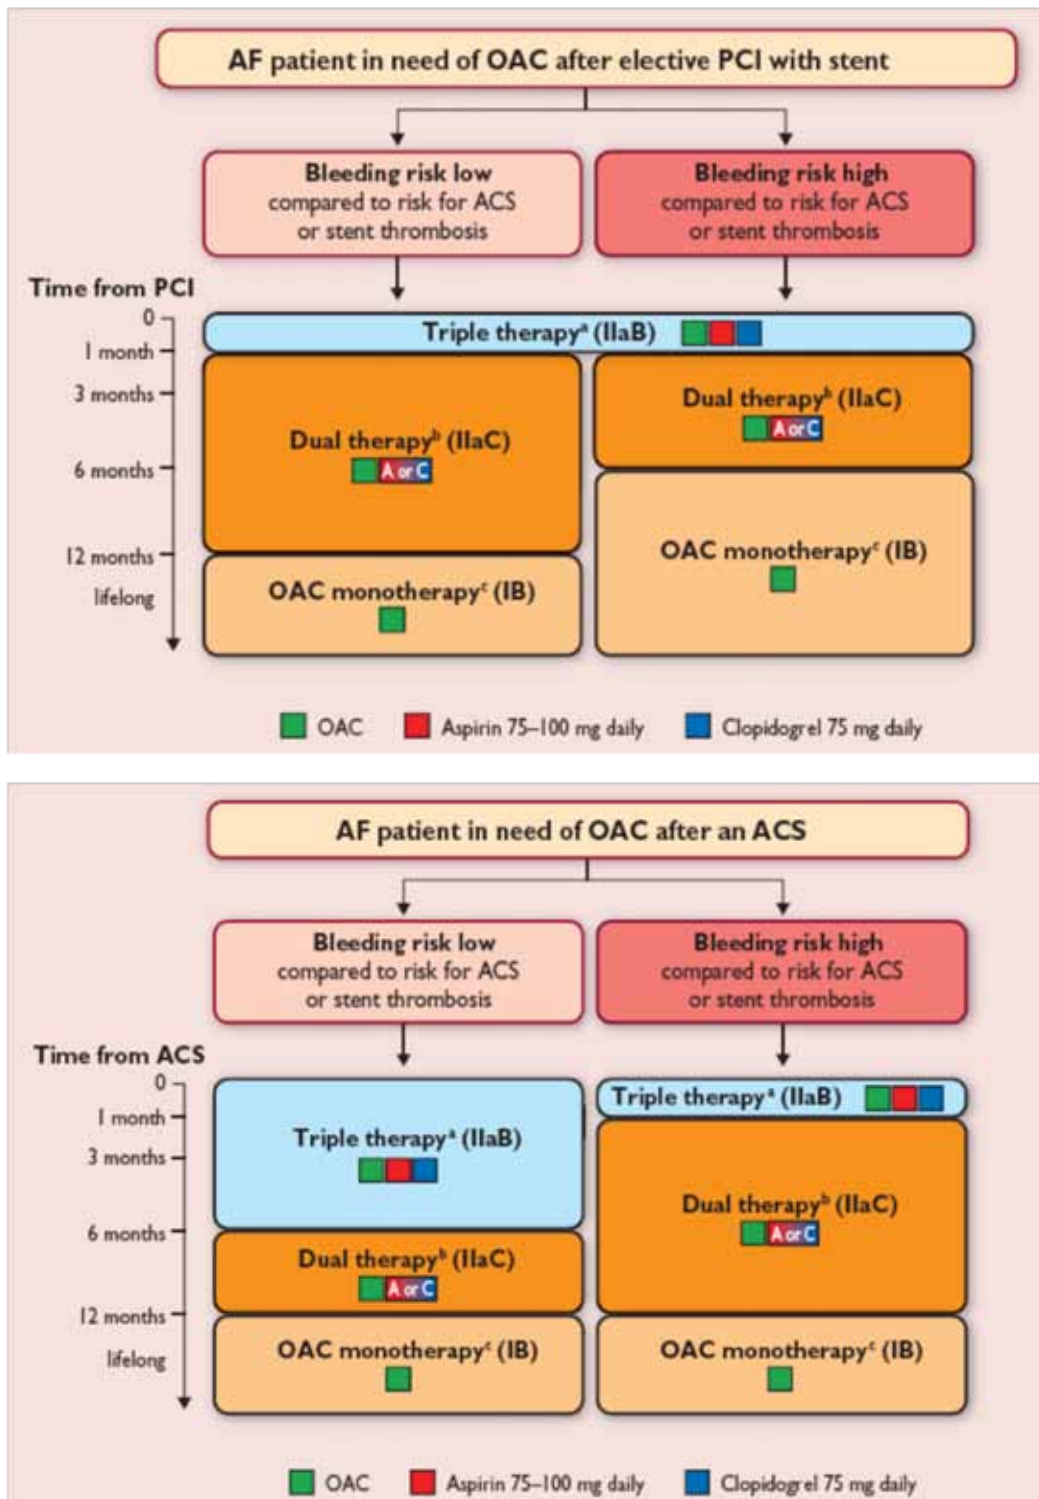 AF patient in need of OAC after elective PCI with stent
Bleeding risk low
compared to risk for ACS
or stent thrombosis
Bleeding risk high
compared to risk for ACS
or stent thrombosis
Time from PCI
0
1 month
3 months
6 months
12 months
lifelong
Triple therapyᵃ (IIaB)
Dual therapyᵇ (IIaC)
A or C
OAC monotherapyᶜ (IB)
Dual therapyᵇ (IIaC)
A or C
OAC monotherapyᶜ (IB)
OAC Aspirin 75–100 mg daily Clopidogrel 75 mg daily
AF patient in need of OAC after an ACS
Bleeding risk low
compared to risk for ACS
or stent thrombosis
Bleeding risk high
compared to risk for ACS
or stent thrombosis
Time from ACS
0
1 month
3 months
6 months
12 months
lifelong
Triple therapyᵃ (IIaB)
Dual therapyᵇ (IIaC)
A or C
OAC monotherapyᶜ (IB)
Triple therapyᵃ (IIaB)
Dual therapyᵇ (IIaC)
A or C
OAC monotherapyᶜ (IB)
OAC Aspirin 75–100 mg daily Clopidogrel 75 mg daily